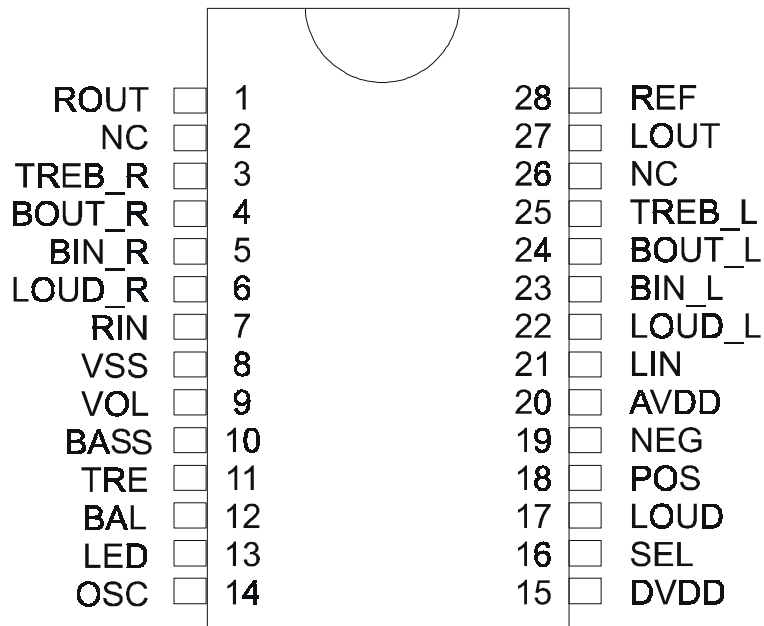 ROUT 1 28 REF
NC 2 27 LOUT
TREB_R 3 26 NC
BOUT_R 4 25 TREB_L
BIN_R 5 24 BOUT_L
LOUD_R 6 23 BIN_L
RIN 7 22 LOUD_L
VSS 8 21 LIN
VOL 9 20 AVDD
BASS 10 19 NEG
TRE 11 18 POS
BAL 12 17 LOUD
LED 13 16 SEL
OSC 14 15 DVDD